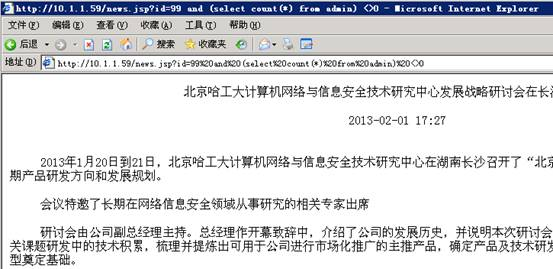 http://10.1.1.59/news.jsp?id=99 and (select count(*) from admin) <>0 - Microsoft Internet Explorer
文件(F) 编辑(E) 查看(V) 收藏(A) 工具(T) 帮助(H)
后退 搜索 收藏夹
地址(D) http://10.1.1.59/news.jsp?id=99%20and%20(select%20count(*)%20from%20admin)%20<>0
北京哈工大计算机网络与信息安全技术研究中心发展战略研讨会在长
2013-02-01 17:27
2013年1月20日到21日，北京哈工大计算机网络与信息安全技术研究中心在湖南长沙召开了“北
期产品研发方向和发展规划。
会议特邀了长期在网络信息安全领域从事研究的相关专家出席
研讨会由公司副总经理主持。总经理作开幕致辞中，介绍了公司的发展历史，并说明本次研讨会
关课题研发中的技术积累，梳理并提炼出可用于公司进行市场化推广的主推产品，确定产品及技术研发
型奠定基础。